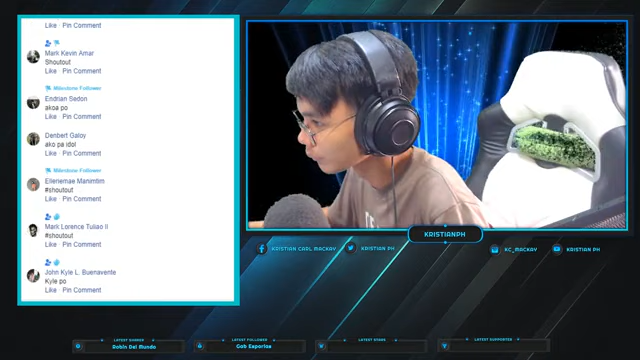 Like Pin Comment
Mark Kevin Amar
Shoutout
Like Pin Comment
Milestone Follower
Endrian Sedon
akoa po
Like Pin Comment
Denbert Galoy
ako pa idol
Like Pin Comment
Milestone Follower
Ellenemae Manimtim
#shoutout
Like Pin Comment
Mark Lorence Tuliao II
#shoutout
Like Pin Comment
John Kyle L. Buenavente
Kyle po
Like Pin Comment
KRISTIANPH
KRISTIAN CARL MACKAY
KRISTIAN PH
KC_MACKAY
KRISTIAN PH
LATEST SHARER
Robin Del Mundo
LATEST FOLLOWER
Gab Esporlas
LATEST STARS
LATEST SUPPORTER